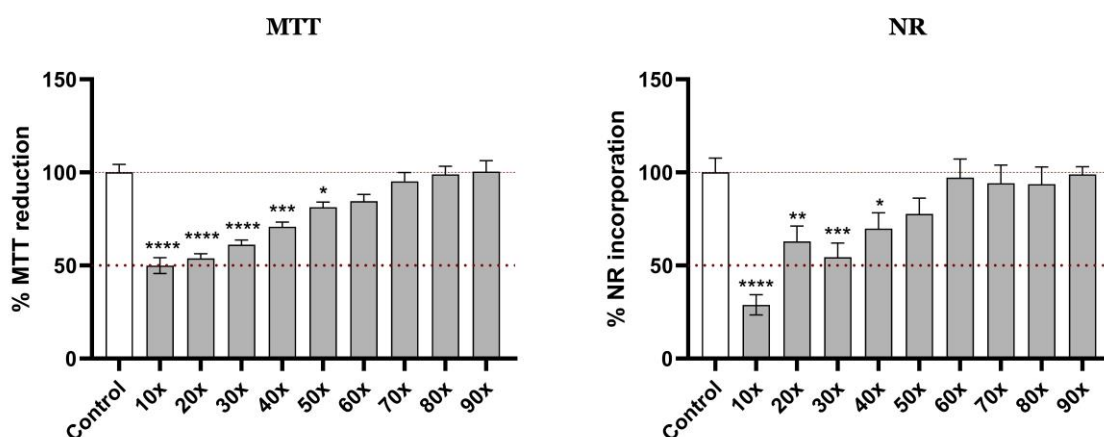 MTT
% MTT reduction
150
100
50
0
****
****
****
***
*
Control
10x
20x
30x
40x
50x
60x
70x
80x
90x
NR
% NR incorporation
150
100
50
0
****
**
***
*
Control
10x
20x
30x
40x
50x
60x
70x
80x
90x